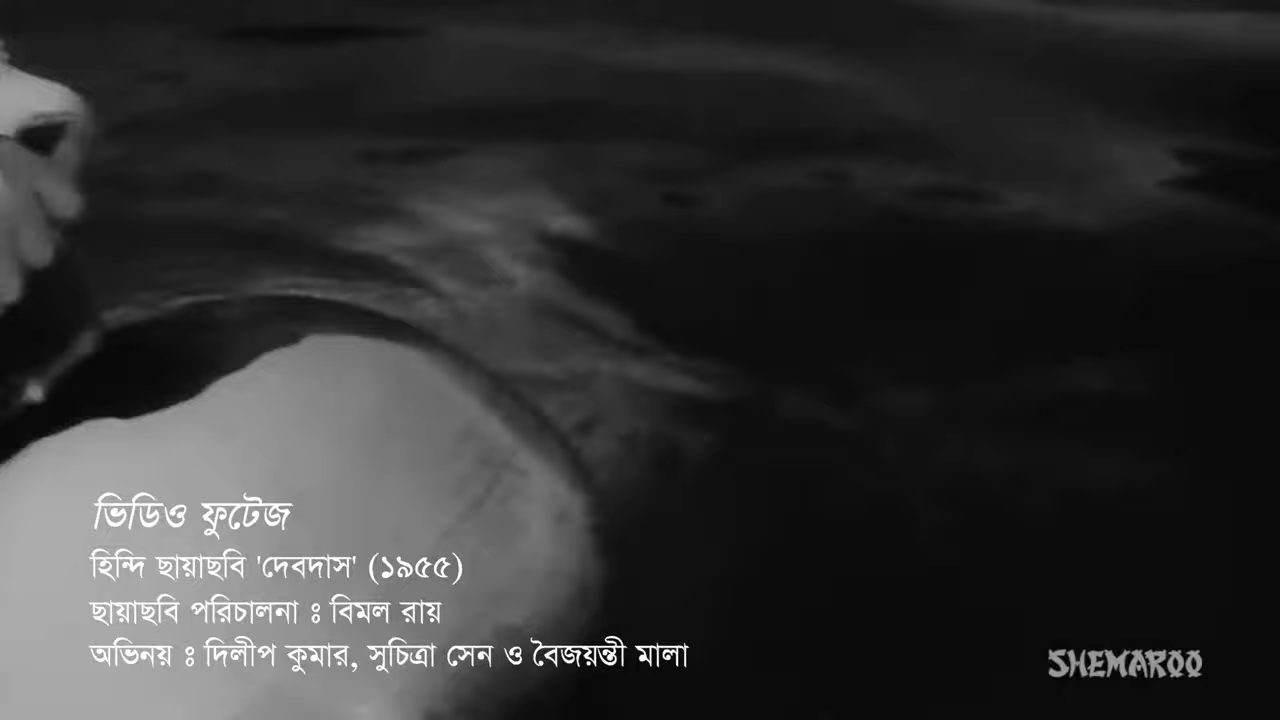 ভিডিও ফুটেজ
হিন্দি ছায়াছবি 'দেবদাস' (১৯৫৫)
ছায়াছবি পরিচালনা ঃ বিমল রায়
অভিনয় ঃ দিলীপ কুমার, সুচিত্রা সেন ও বৈজয়ন্তী মালা
SHEMAROO